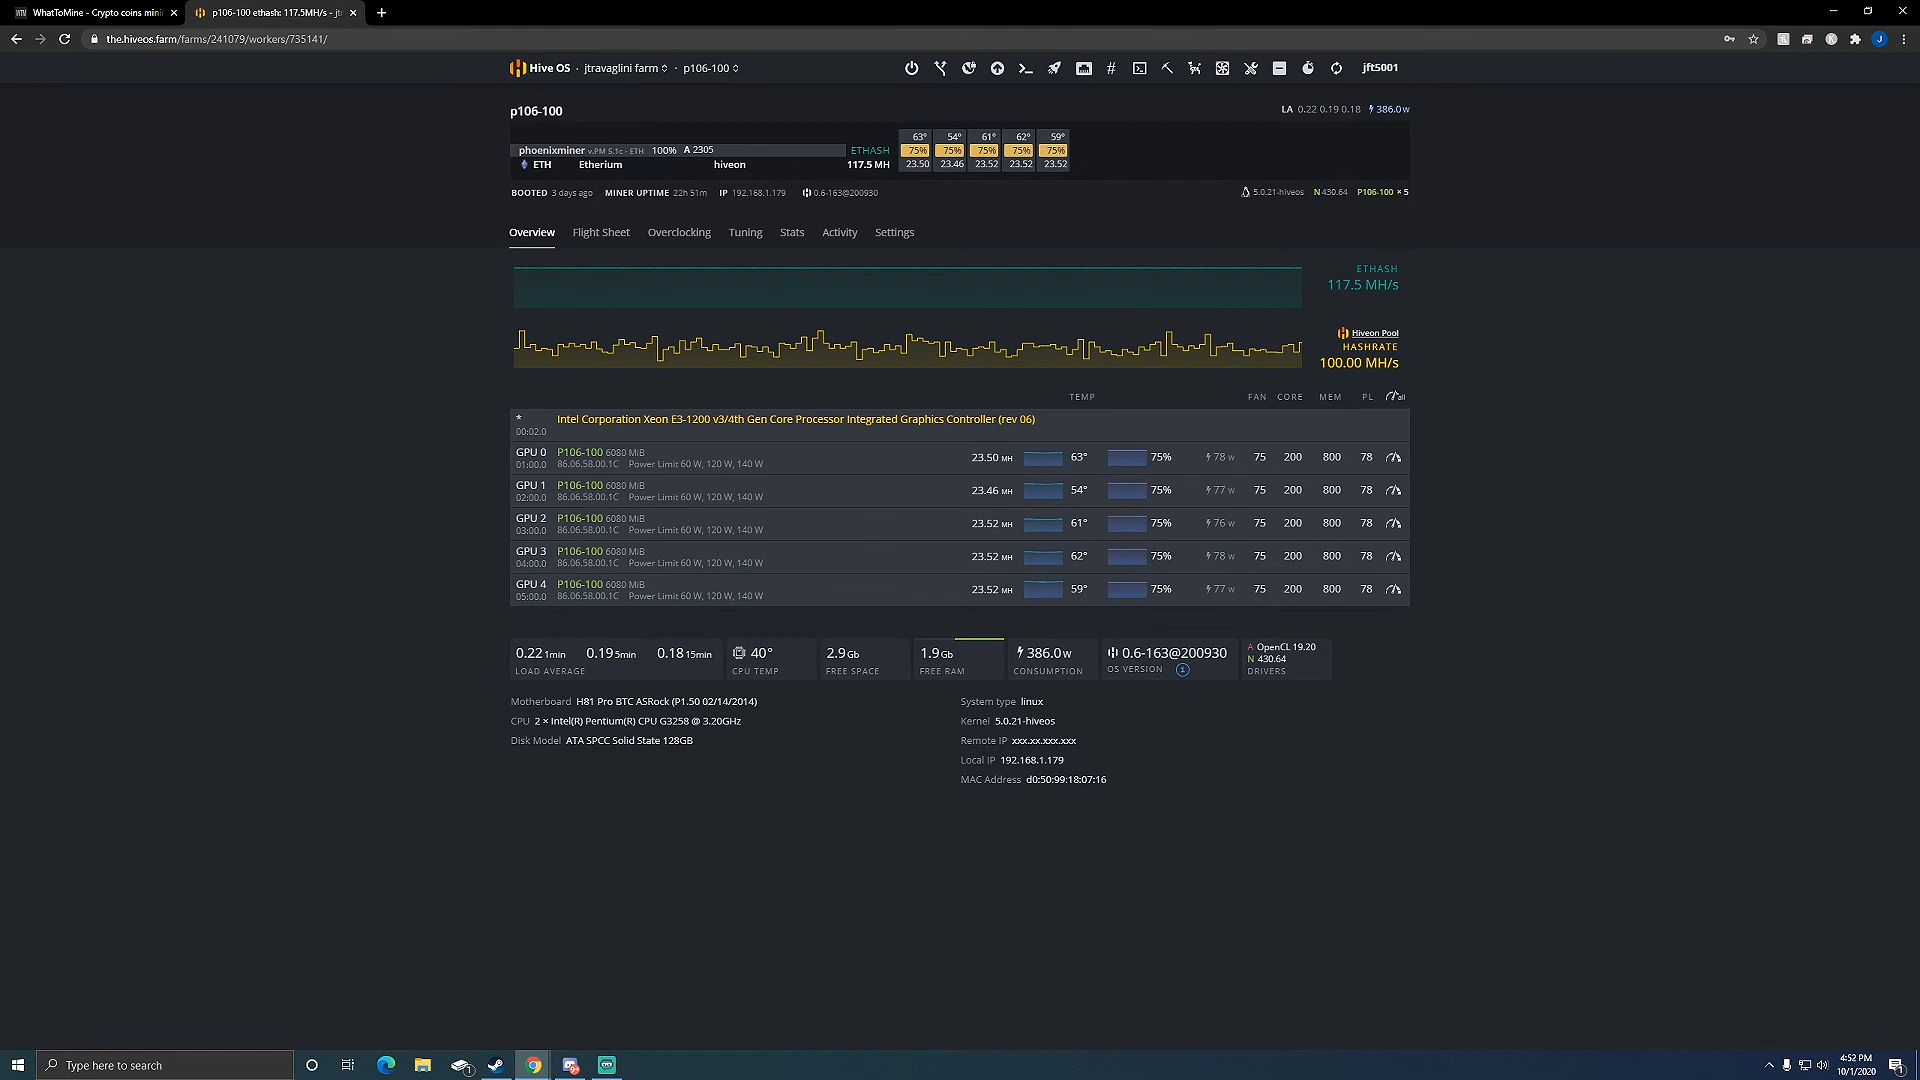 WhatToMine - Crypto coins mini
p106-100 ethash: 117.5MH/s - jt
the.hiveos.farm/farms/241079/workers/735141/
Hive OS · jtravaglini farm · p106-100
jft5001
p106-100
LA 0.22 0.19 0.18 386.0 w
63° 54° 61° 62° 59°
phoenixminer v.PM 5.1c - ETH 100% A 2305 ETHASH 75% 75% 75% 75% 75%
ETH Etherium hiveon 117.5 MH 23.50 23.46 23.52 23.52 23.52
BOOTED 3 days ago MINER UPTIME 22h 51m IP 192.168.1.179 0.6-163@200930
5.0.21-hiveos N 430.64 P106-100 × 5
Overview Flight Sheet Overclocking Tuning Stats Activity Settings
ETHASH
117.5 MH/s
Hiveon Pool
HASHRATE
100.00 MH/s
TEMP FAN CORE MEM PL all
* Intel Corporation Xeon E3-1200 v3/4th Gen Core Processor Integrated Graphics Controller (rev 06)
00:02.0
GPU 0 P106-100 6080 MiB 23.50 MH 63° 75% 78 w 75 200 800 78
01:00.0 86.06.58.00.1C Power Limit 60 W, 120 W, 140 W
GPU 1 P106-100 6080 MiB 23.46 MH 54° 75% 77 w 75 200 800 78
02:00.0 86.06.58.00.1C Power Limit 60 W, 120 W, 140 W
GPU 2 P106-100 6080 MiB 23.52 MH 61° 75% 76 w 75 200 800 78
03:00.0 86.06.58.00.1C Power Limit 60 W, 120 W, 140 W
GPU 3 P106-100 6080 MiB 23.52 MH 62° 75% 78 w 75 200 800 78
04:00.0 86.06.58.00.1C Power Limit 60 W, 120 W, 140 W
GPU 4 P106-100 6080 MiB 23.52 MH 59° 75% 77 w 75 200 800 78
05:00.0 86.06.58.00.1C Power Limit 60 W, 120 W, 140 W
0.22 1min 0.19 5min 0.18 15min
LOAD AVERAGE
40°
CPU TEMP
2.9 Gb
FREE SPACE
1.9 Gb
FREE RAM
386.0 w
CONSUMPTION
0.6-163@200930
OS VERSION
A OpenCL 19.20
N 430.64
DRIVERS
Motherboard H81 Pro BTC ASRock (P1.50 02/14/2014)
CPU 2 × Intel(R) Pentium(R) CPU G3258 @ 3.20GHz
Disk Model ATA SPCC Solid State 128GB
System type linux
Kernel 5.0.21-hiveos
Remote IP xxx.xx.xxx.xxx
Local IP 192.168.1.179
MAC Address d0:50:99:18:07:16
Type here to search
4:52 PM
10/1/2020